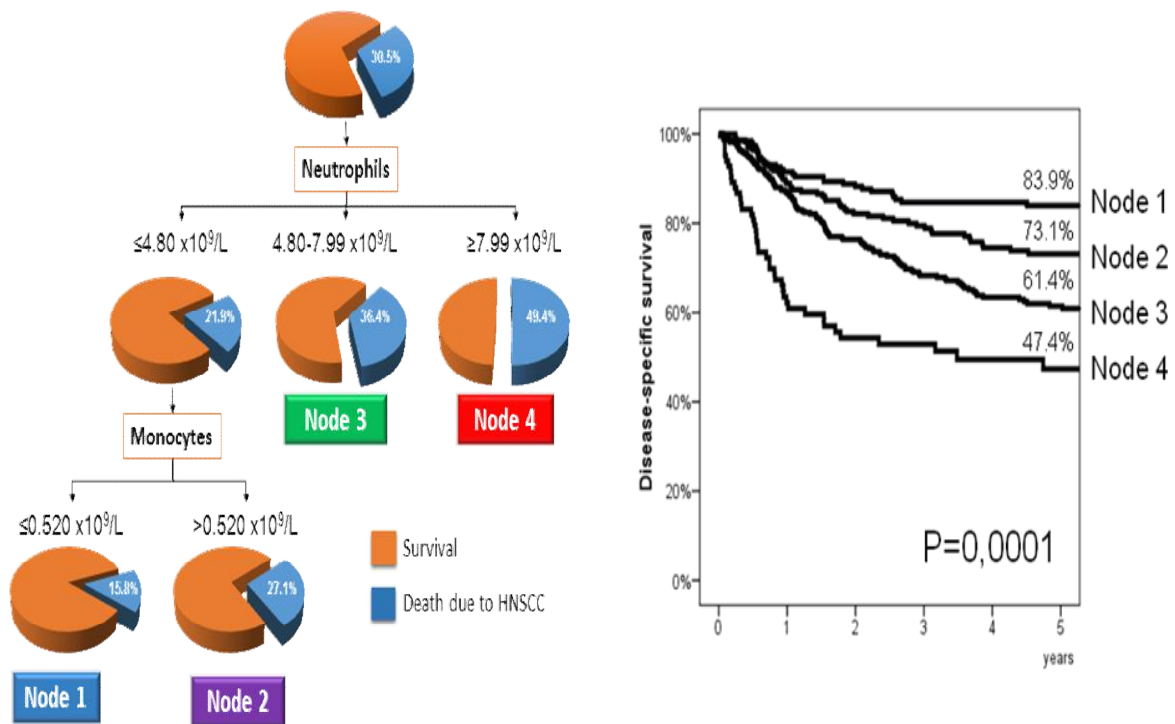 30.5%
Neutrophils
≤4.80 x10⁹/L
4.80-7.99 x10⁹/L
≥7.99 x10⁹/L
21.9%
36.4%
49.4%
Node 3
Node 4
Monocytes
≤0.520 x10⁹/L
>0.520 x10⁹/L
15.8%
27.1%
Node 1
Node 2
Survival
Death due to HNSCC
Disease-specific survival
100%
80%
60%
40%
20%
0%
83.9%
Node 1
73.1%
Node 2
61.4%
Node 3
47.4%
Node 4
P=0,0001
0 1 2 3 4 5
years